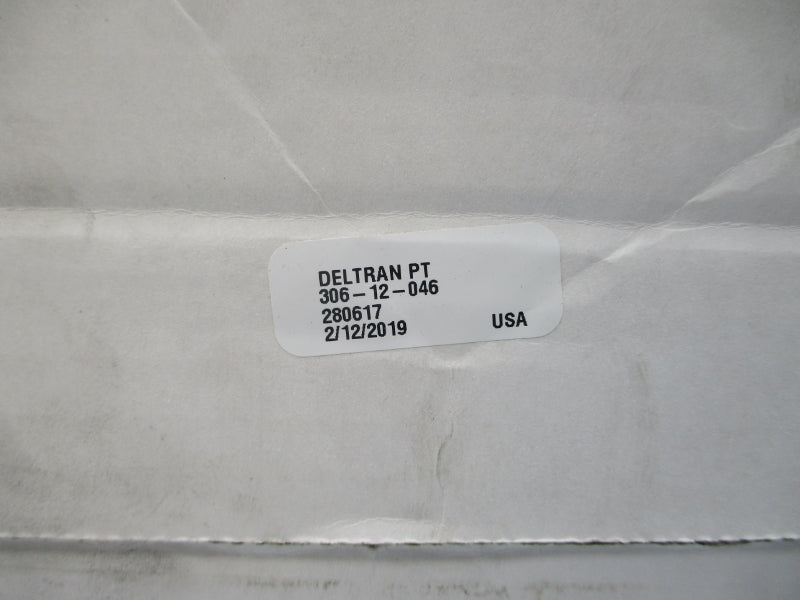 DELTRAN PT
306-12-046
280617
2/12/2019 USA